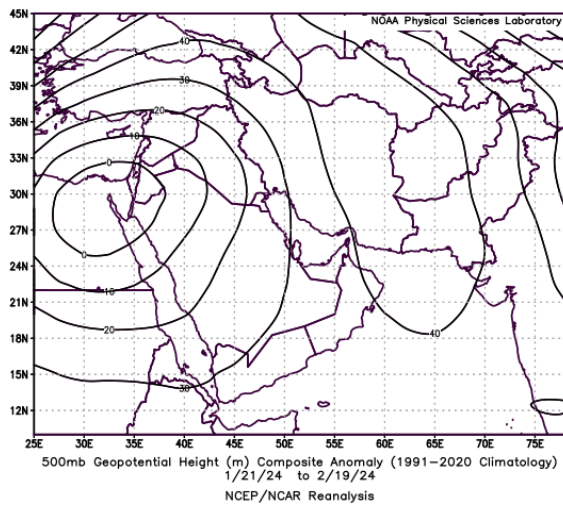 45N
NOAA Physical Sciences Laboratory
42N
40
39N
30
36N
20
33N
10
0
30N
27N
0
24N
10
21N
20
40
18N
15N
30
12N
25E 30E 35E 40E 45E 50E 55E 60E 65E 70E 75E
500mb Geopotential Height (m) Composite Anomaly (1991-2020 Climatology)
1/21/24 to 2/19/24
NCEP/NCAR Reanalysis